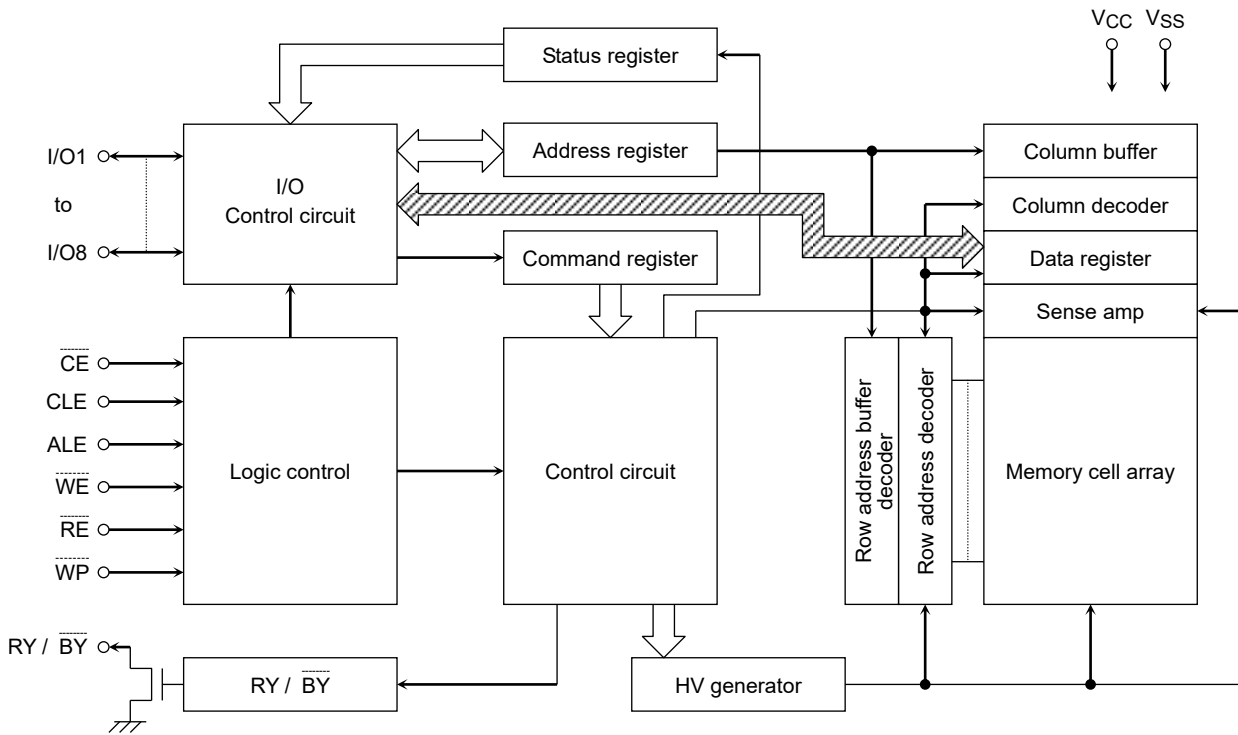 VCC VSS
Status register
I/O1
to
I/O8
I/O
Control circuit
Address register
Command register
Column buffer
Column decoder
Data register
Sense amp
CE
CLE
ALE
WE
RE
WP
Logic control
Control circuit
Row address buffer
decoder
Row address decoder
Memory cell array
RY / BY
RY / BY
HV generator